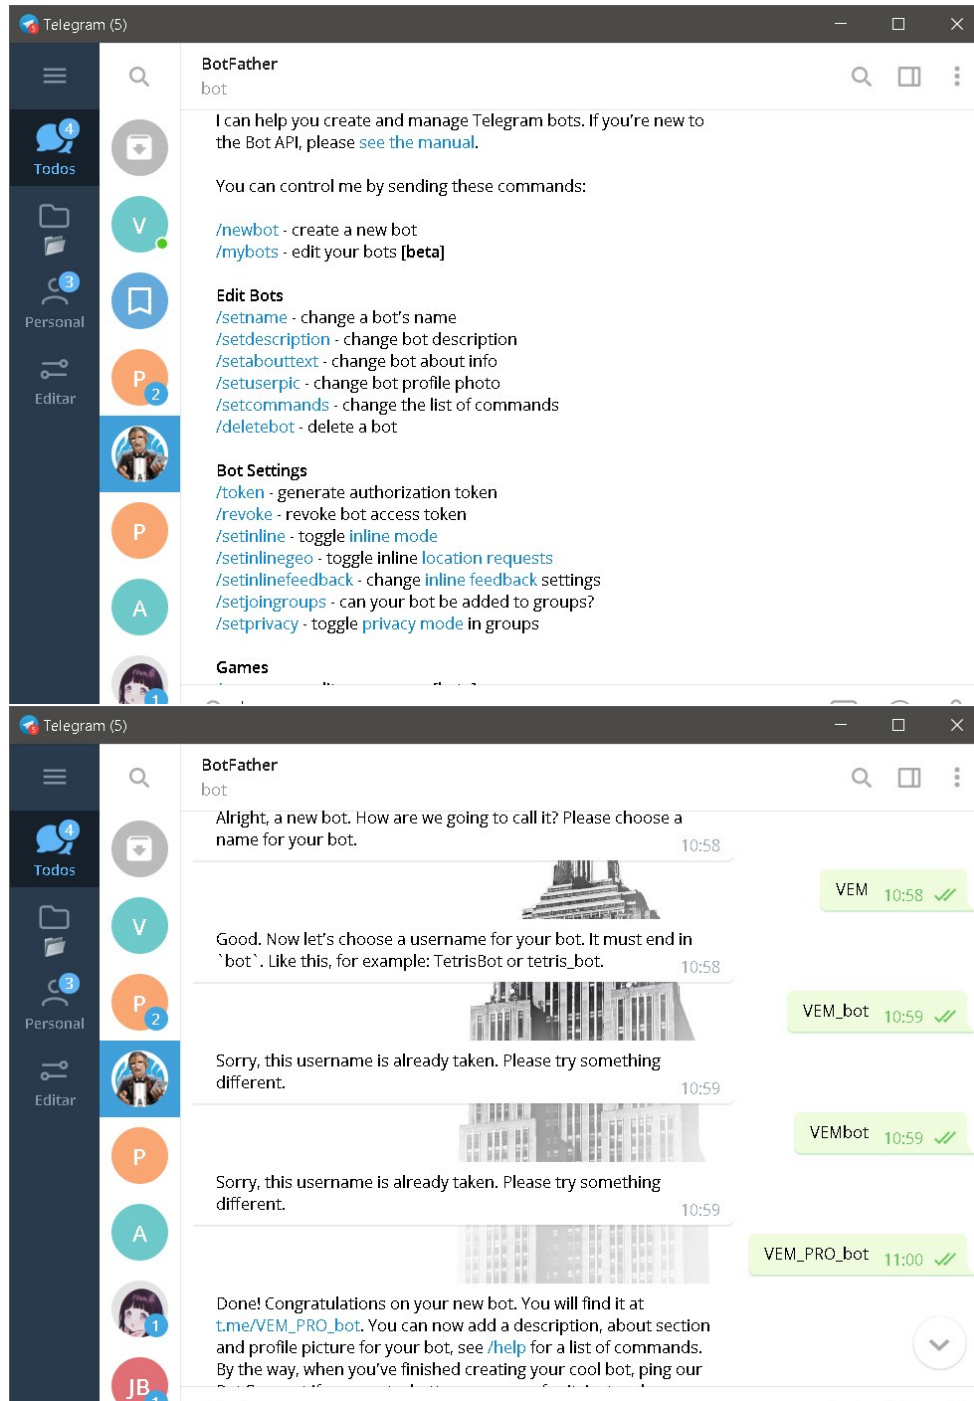 Telegram (5)
BotFather
bot
4
Todos
3
Personal
Editar
V
P
2
P
A
1
I can help you create and manage Telegram bots. If you're new to
the Bot API, please see the manual.
You can control me by sending these commands:
/newbot - create a new bot
/mybots - edit your bots [beta]
Edit Bots
/setname - change a bot's name
/setdescription - change bot description
/setabouttext - change bot about info
/setuserpic - change bot profile photo
/setcommands - change the list of commands
/deletebot - delete a bot
Bot Settings
/token - generate authorization token
/revoke - revoke bot access token
/setinline - toggle inline mode
/setinlinegeo - toggle inline location requests
/setinlinefeedback - change inline feedback settings
/setjoingroups - can your bot be added to groups?
/setprivacy - toggle privacy mode in groups
Games
Telegram (5)
BotFather
bot
4
Todos
3
Personal
Editar
V
P
2
P
A
1
JB
Alright, a new bot. How are we going to call it? Please choose a
name for your bot. 10:58
VEM 10:58
Good. Now let's choose a username for your bot. It must end in
`bot`. Like this, for example: TetrisBot or tetris_bot. 10:58
VEM_bot 10:59
Sorry, this username is already taken. Please try something
different. 10:59
VEMbot 10:59
Sorry, this username is already taken. Please try something
different. 10:59
VEM_PRO_bot 11:00
Done! Congratulations on your new bot. You will find it at
t.me/VEM_PRO_bot. You can now add a description, about section
and profile picture for your bot, see /help for a list of commands.
By the way, when you've finished creating your cool bot, ping our